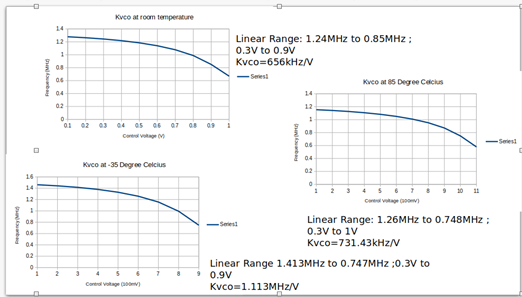 Kvco at room temperature
1.4
1.2
1
0.8
0.6
0.4
0.2
0
Frequency (MHz)
0.1 0.2 0.3 0.4 0.5 0.6 0.7 0.8 0.9 1
Control Voltage (V)
Series1
Linear Range: 1.24MHz to 0.85MHz ;
0.3V to 0.9V
Kvco=656kHz/V
Kvco at 85 Degree Celcius
1.4
1.2
1
0.8
0.6
0.4
0.2
0
Frequency (MHz)
1 2 3 4 5 6 7 8 9 10 11
Control Voltage (100mV)
Series1
Linear Range: 1.26MHz to 0.748MHz ;
0.3V to 1V
Kvco=731.43kHz/V
Kvco at -35 Degree Celcius
1.6
1.4
1.2
1
0.8
0.6
0.4
0.2
0
Frequency (MHz)
1 2 3 4 5 6 7 8 9
Control Voltage (100mV)
Series1
Linear Range 1.413MHz to 0.747MHz ;0.3V to
0.9V
Kvco=1.113MHz/V